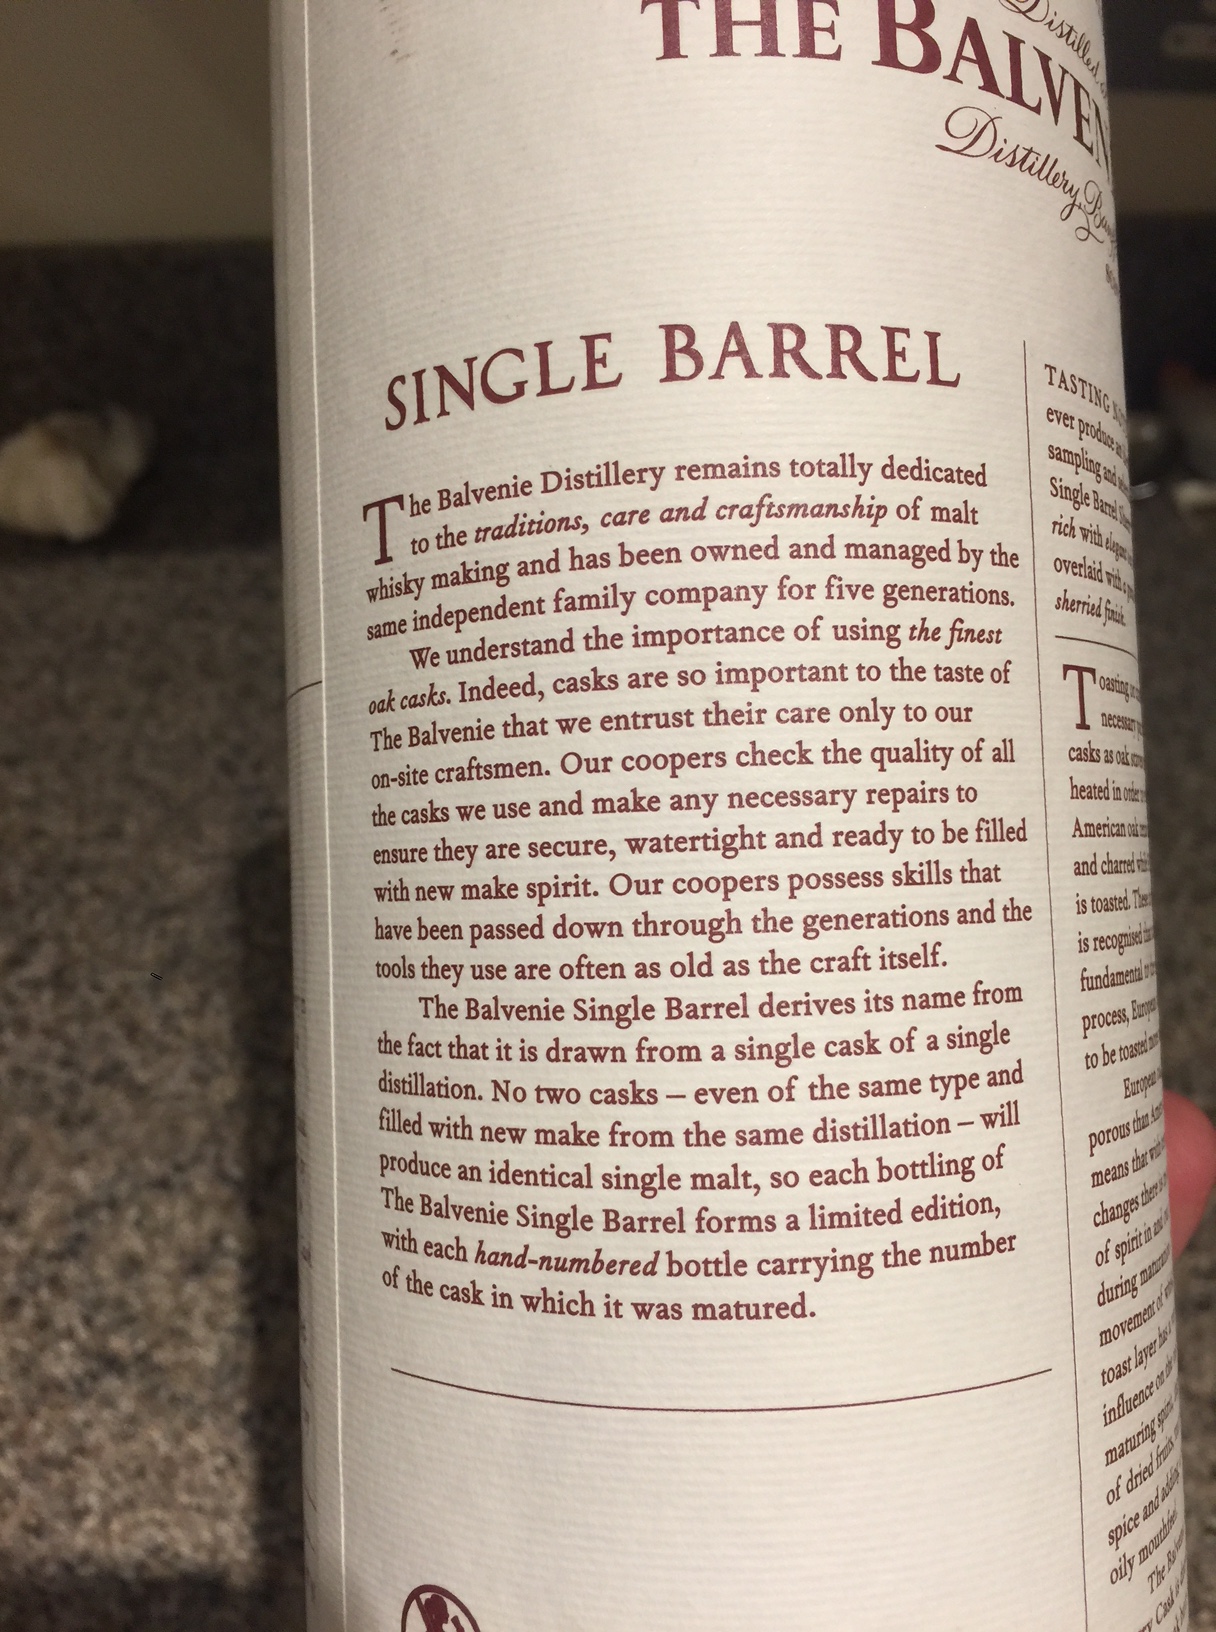 Distilled
THE BALVEN
Distillery,
SINGLE BARREL
The Balvenie Distillery remains totally dedicated
to the traditions, care and craftsmanship of malt
whisky making and has been owned and managed by the
same independent family company for five generations.
We understand the importance of using the finest
oak casks. Indeed, casks are so important to the taste of
The Balvenie that we entrust their care only to our
on-site craftsmen. Our coopers check the quality of all
the casks we use and make any necessary repairs to
ensure they are secure, watertight and ready to be filled
with new make spirit. Our coopers possess skills that
have been passed down through the generations and the
tools they use are often as old as the craft itself.
The Balvenie Single Barrel derives its name from
the fact that it is drawn from a single cask of a single
distillation. No two casks – even of the same type and
filled with new make from the same distillation – will
produce an identical single malt, so each bottling of
The Balvenie Single Barrel forms a limited edition,
with each hand-numbered bottle carrying the number
of the cask in which it was matured.
TASTING
ever produce
sampling and
Single Barrel
rich with
overlaid with
sherried finish.
Toasting
necessary
casks as oak
heated in order
American oak
and charred
is toasted.
is recognised
fundamental
process,
to be toasted
European
porous than
means that with
changes there
of spirit in and
during
movement of
toast layer has
influence on
maturing spirit,
of dried fruits,
spice and
oily
The
Cask